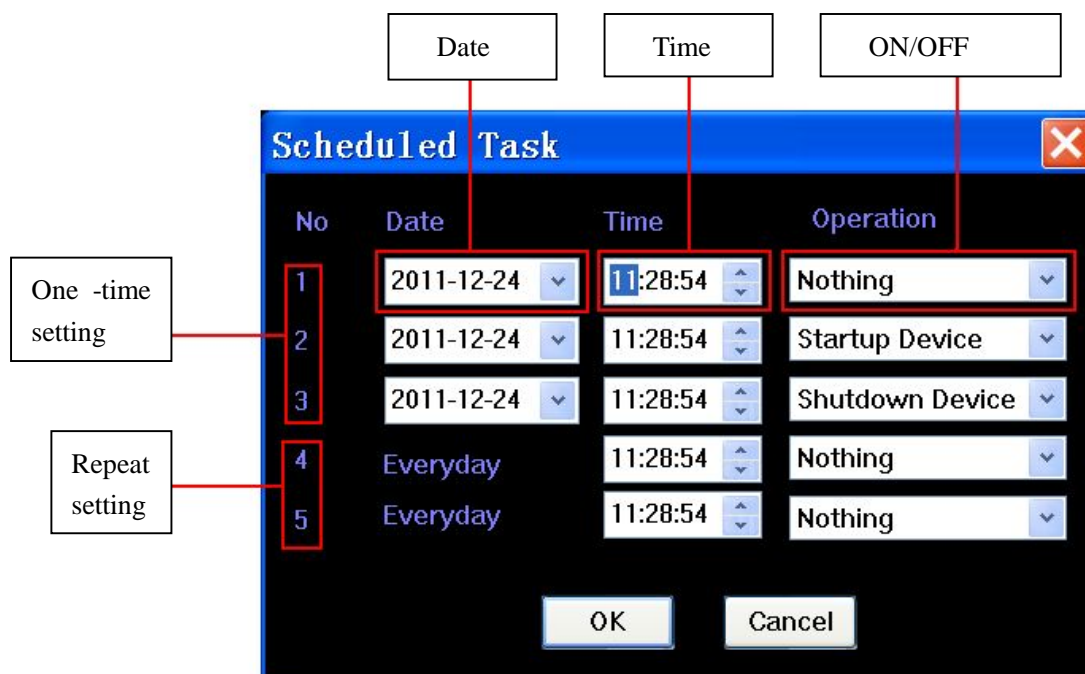 Date Time ON/OFF
Scheduled Task
No Date Time Operation
1 2011-12-24 11:28:54 Nothing
2 2011-12-24 11:28:54 Startup Device
3 2011-12-24 11:28:54 Shutdown Device
4 Everyday 11:28:54 Nothing
5 Everyday 11:28:54 Nothing
One -time
setting
Repeat
setting
OK Cancel